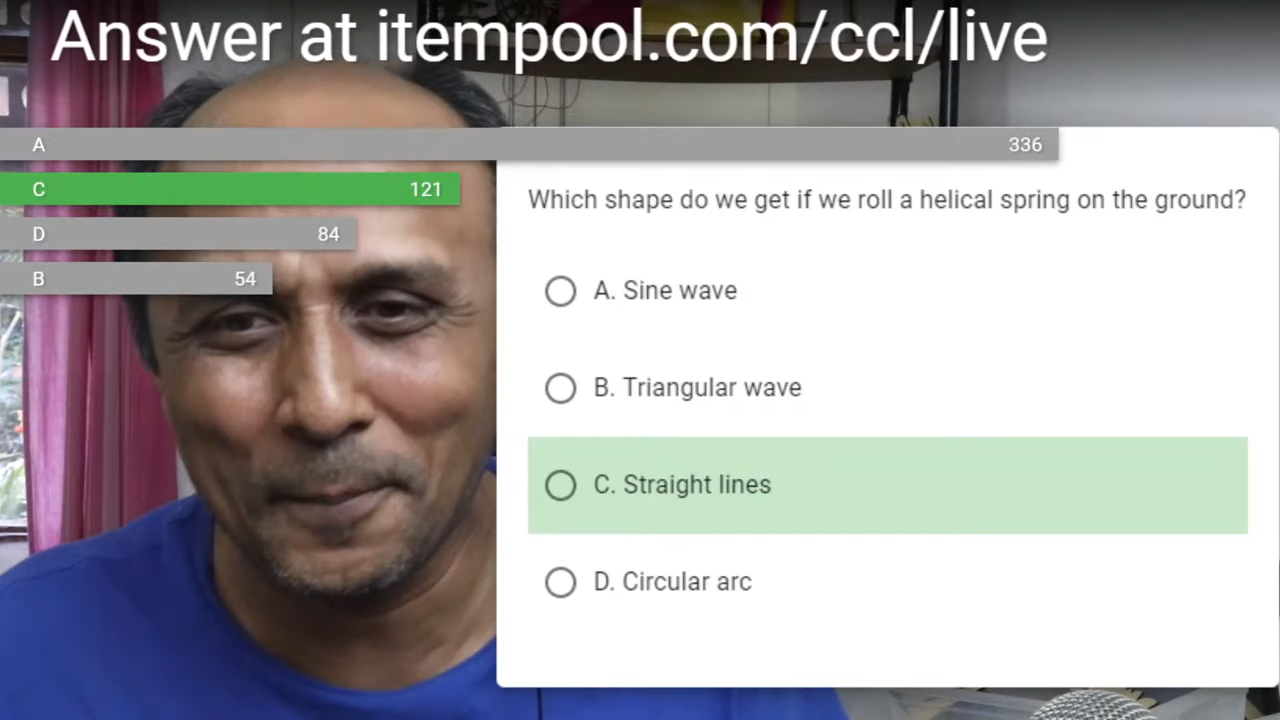 Answer at itempool.com/ccl/live
A 336
C 121
D 84
B 54
Which shape do we get if we roll a helical spring on the ground?
A. Sine wave
B. Triangular wave
C. Straight lines
D. Circular arc